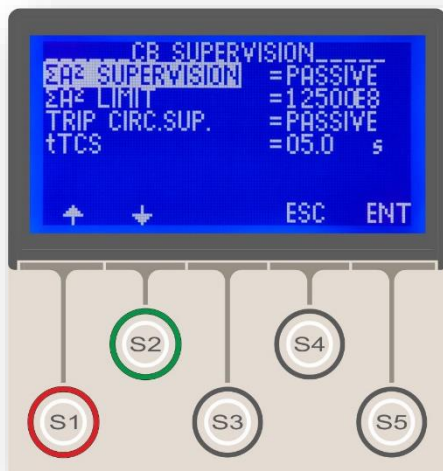 CB SUPERVISION
ΣA² SUPERVISION =PASSIVE
ΣA² LIMIT =12500E8
TRIP CIRC.SUP. =PASSIVE
tTCS =05.0 s
ESC ENT
S2 S4
S1 S3 S5